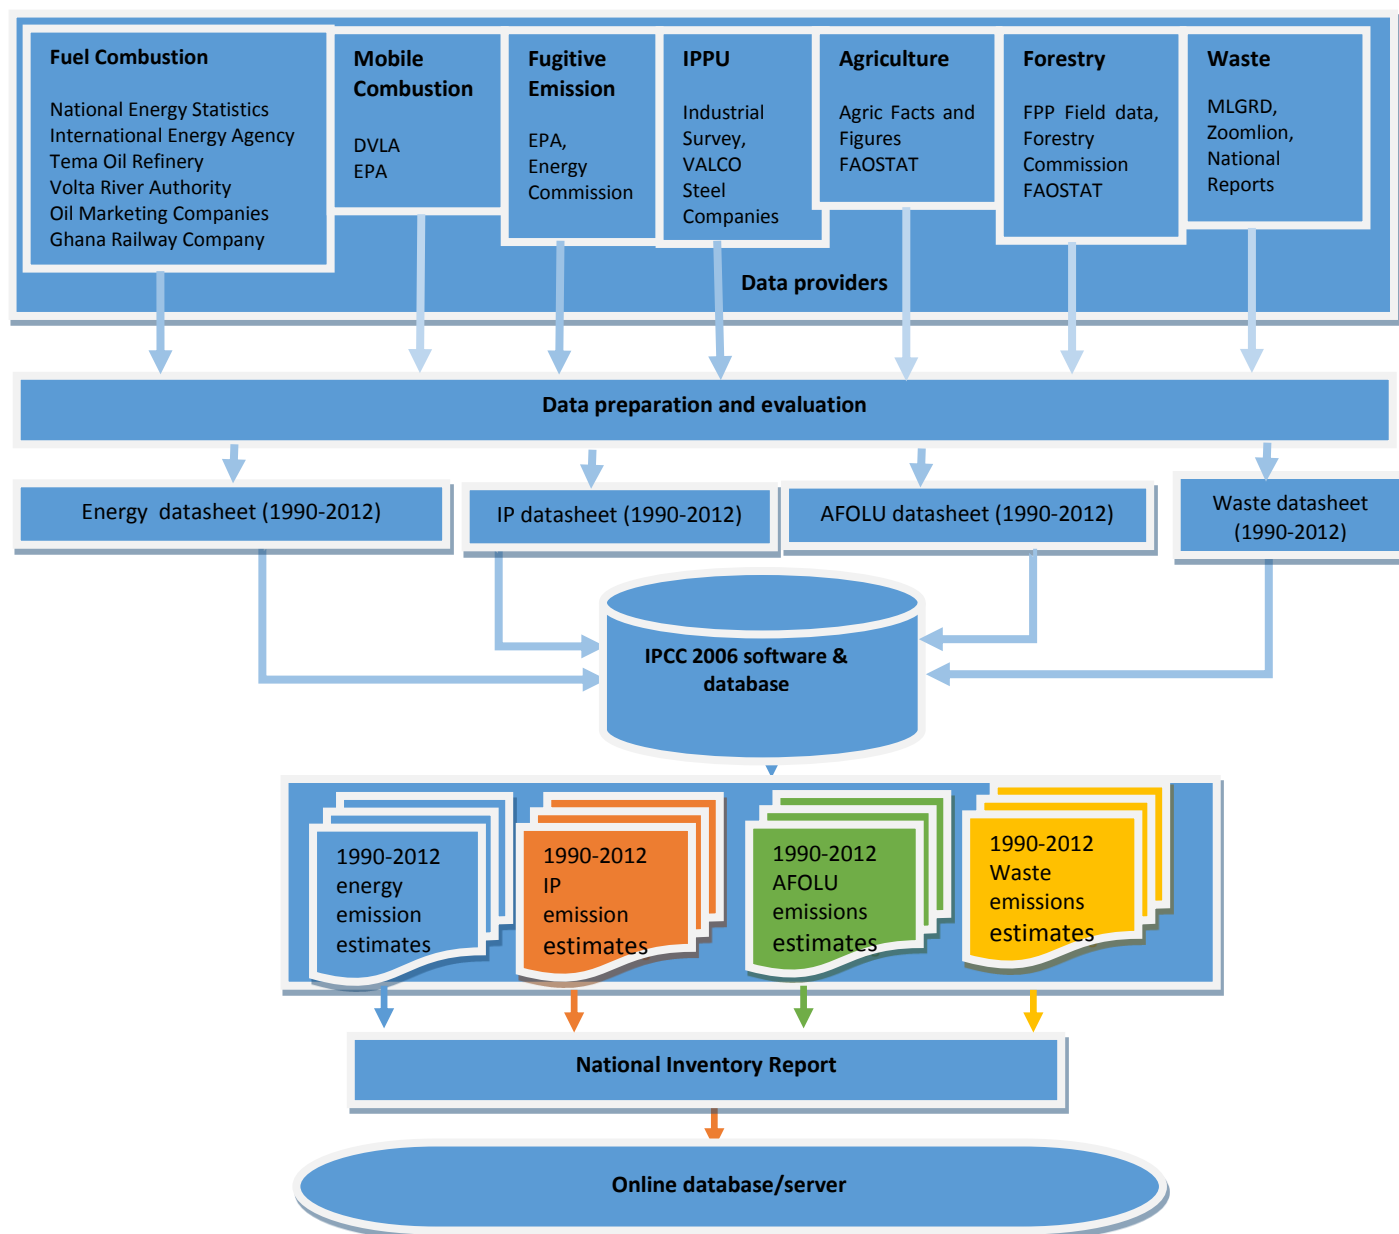 Fuel Combustion
National Energy Statistics
International Energy Agency
Tema Oil Refinery
Volta River Authority
Oil Marketing Companies
Ghana Railway Company
Mobile
Combustion
DVLA
EPA
Fugitive
Emission
EPA,
Energy
Commission
IPPU
Industrial
Survey,
VALCO
Steel
Companies
Agriculture
Agric Facts and
Figures
FAOSTAT
Forestry
FPP Field data,
Forestry
Commission
FAOSTAT
Waste
MLGRD,
Zoomlion,
National
Reports
Data providers
Data preparation and evaluation
Energy datasheet (1990-2012)
IP datasheet (1990-2012)
AFOLU datasheet (1990-2012)
Waste datasheet
(1990-2012)
IPCC 2006 software &
database
1990-2012
energy
emission
estimates
1990-2012
IP
emission
estimates
1990-2012
AFOLU
emissions
estimates
1990-2012
Waste
emissions
estimates
National Inventory Report
Online database/server